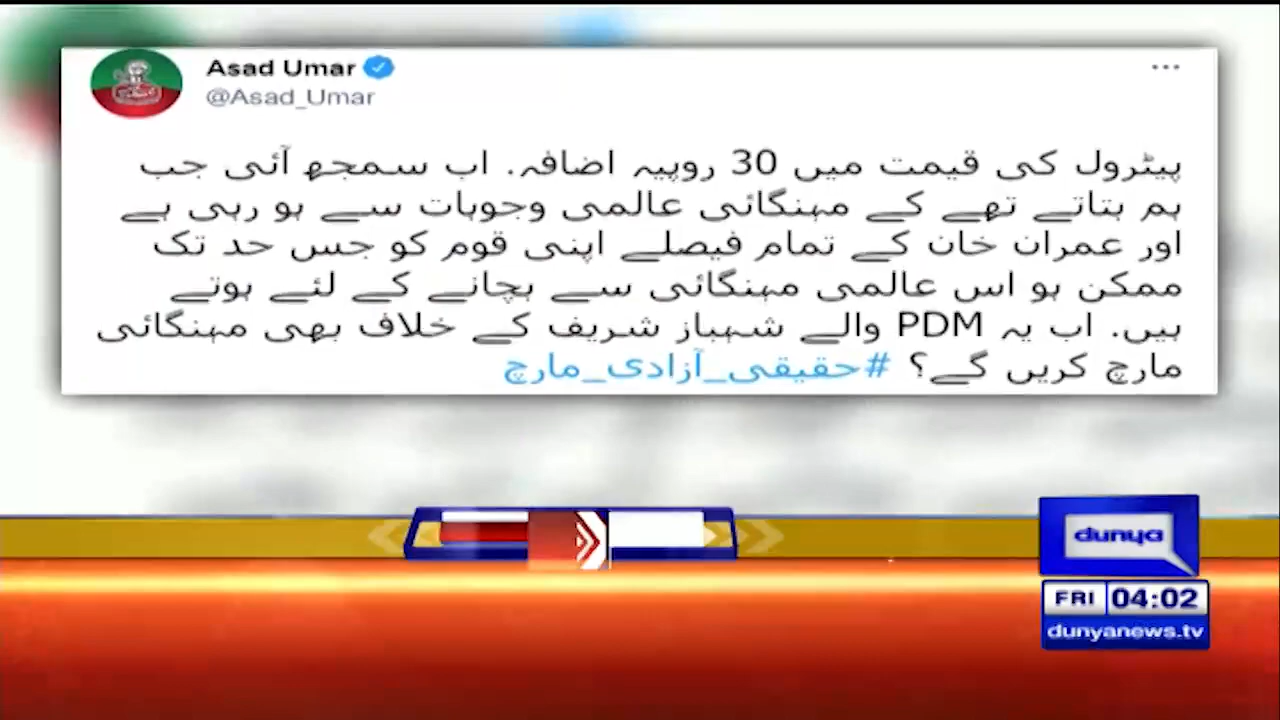 Asad Umar
@Asad_Umar
پیٹرول کی قیمت میں 30 روپیہ اضافہ. اب سمجھ آئی جب
ہم بتاتے تھے کے مہنگائی عالمی وجوہات سے ہو رہی ہے
اور عمران خان کے تمام فیصلے اپنی قوم کو جس حد تک
ممکن ہو اس عالمی مہنگائی سے بچانے کے لئے ہوتے
ہیں. اب یہ PDM والے شہباز شریف کے خلاف بھی مہنگائی
مارچ کریں گے؟ #حقیقی_آزادی_مارچ
dunya
FRI 04:02
dunyanews.tv